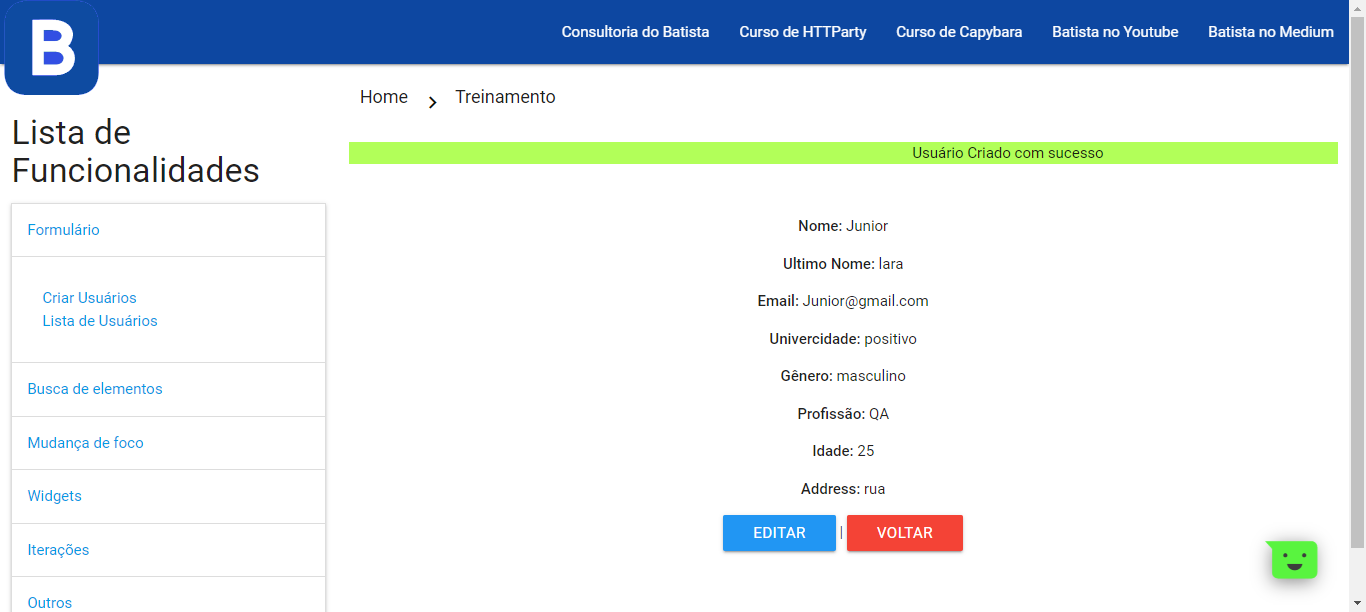 B
Consultoria do Batista
Curso de HTTParty
Curso de Capybara
Batista no Youtube
Batista no Medium
Lista de
Funcionalidades
Formulário
Criar Usuários
Lista de Usuários
Busca de elementos
Mudança de foco
Widgets
Iterações
Outros
Home
Treinamento
Usuário Criado com sucesso
Nome: Junior
Ultimo Nome: lara
Email: Junior@gmail.com
Univercidade: positivo
Gênero: masculino
Profissão: QA
Idade: 25
Address: rua
EDITAR | VOLTAR